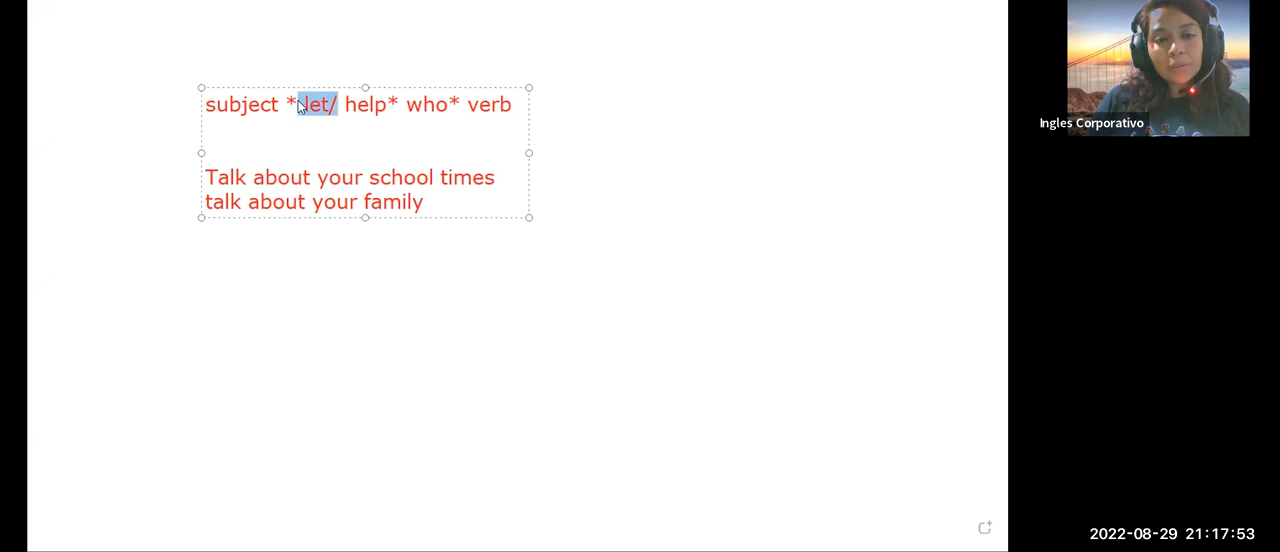 subject *let/ help* who* verb
Talk about your school times
talk about your family
Ingles Corporativo
2022-08-29 21:17:53